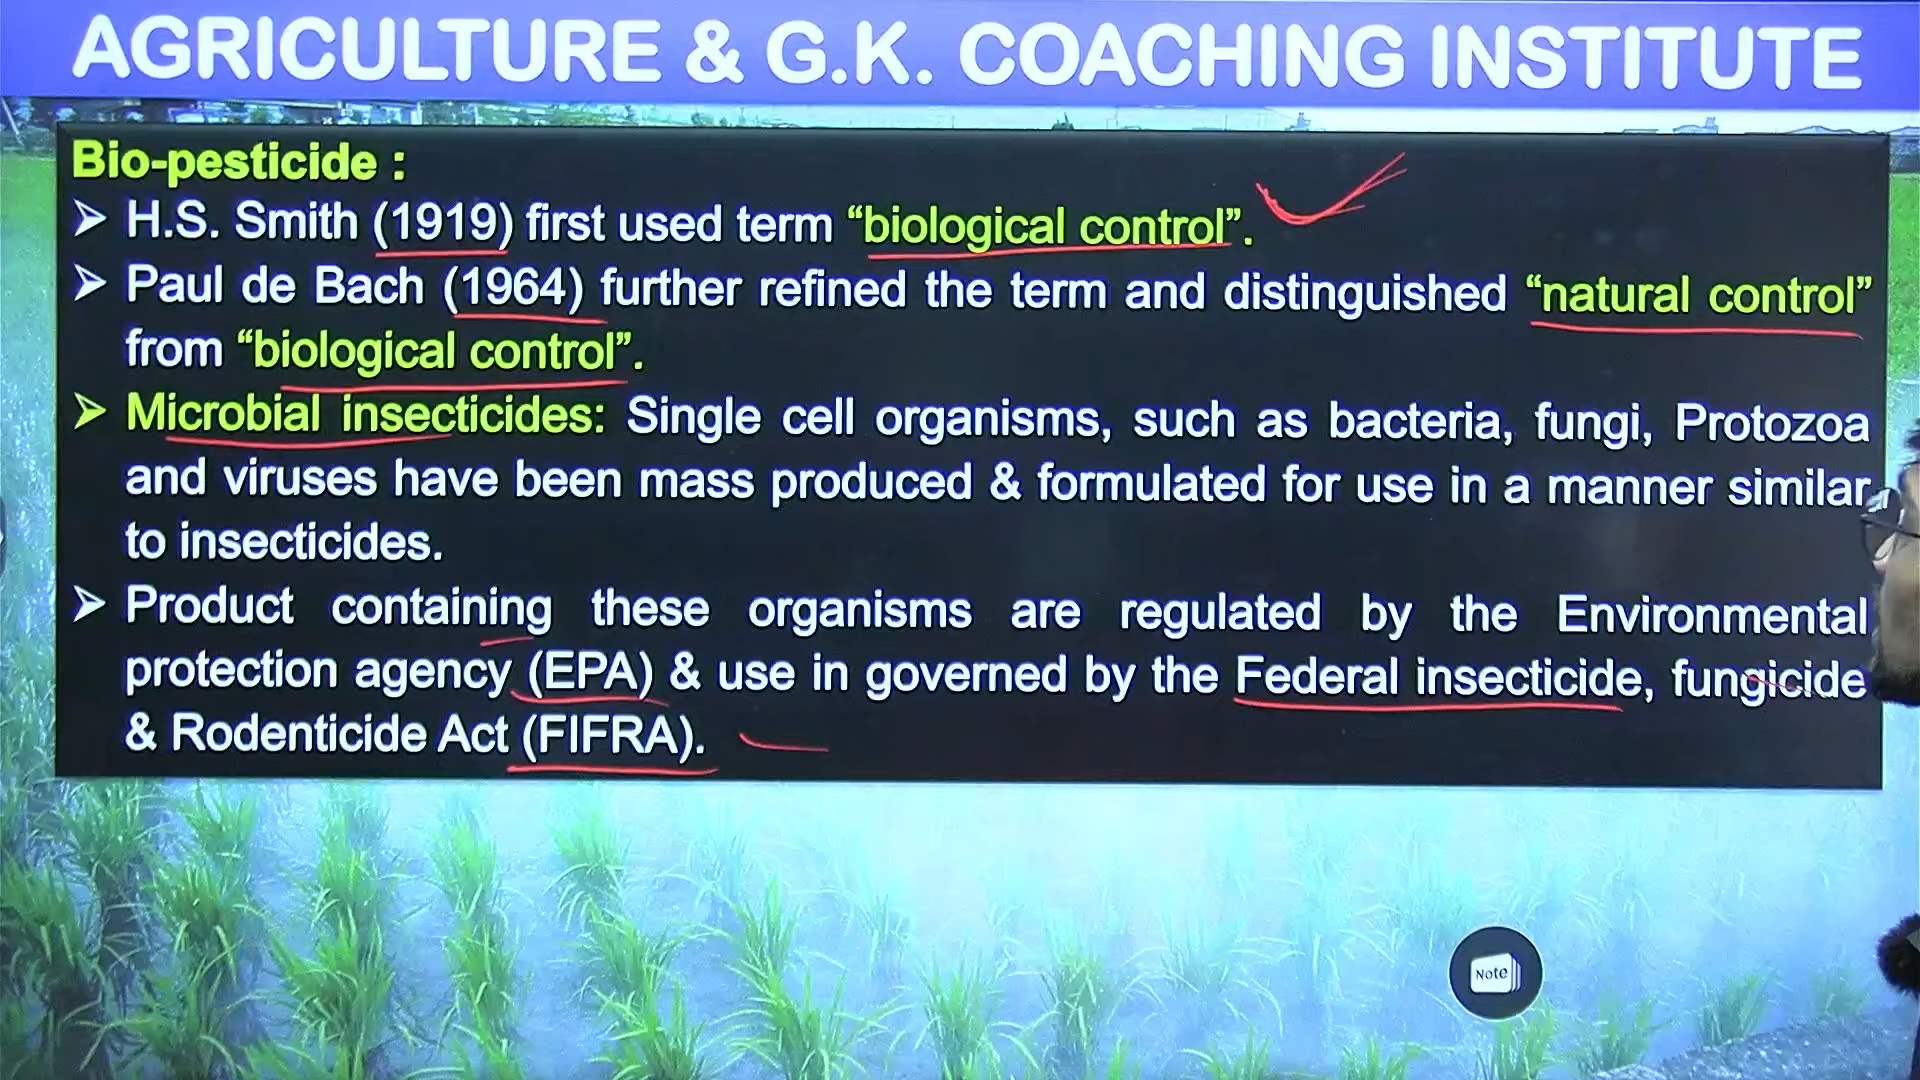 AGRICULTURE & G.K. COACHING INSTITUTE
Bio-pesticide :
➢ H.S. Smith (1919) first used term “biological control”.
➢ Paul de Bach (1964) further refined the term and distinguished “natural control”
from “biological control”.
➢ Microbial insecticides: Single cell organisms, such as bacteria, fungi, Protozoa
and viruses have been mass produced & formulated for use in a manner similar
to insecticides.
➢ Product containing these organisms are regulated by the Environmental
protection agency (EPA) & use in governed by the Federal insecticide, fungicide
& Rodenticide Act (FIFRA).
Note